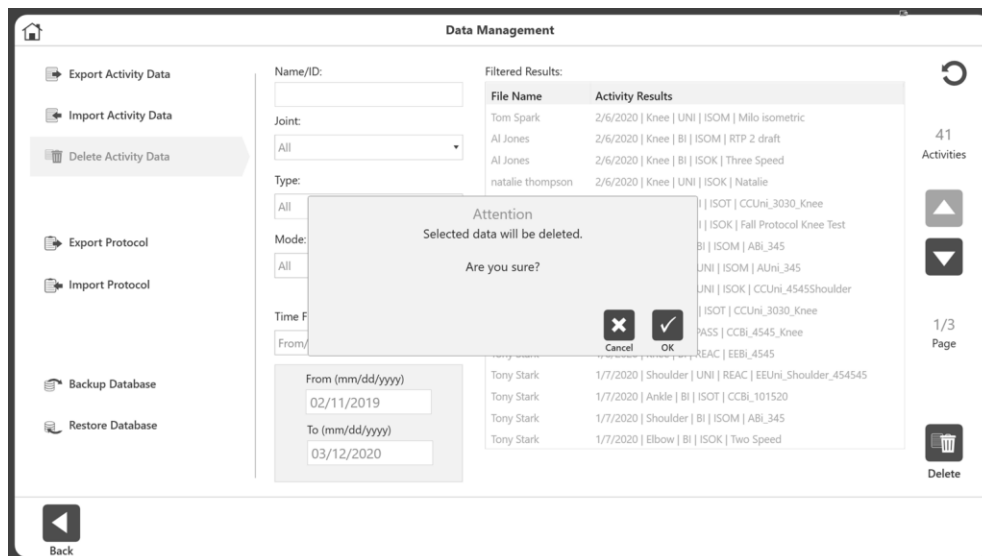 Data Management
Export Activity Data
Import Activity Data
Delete Activity Data
Export Protocol
Import Protocol
Backup Database
Restore Database
Name/ID:
Joint:
All
Type:
All
Mode:
All
Time F
From/
From (mm/dd/yyyy)
02/11/2019
To (mm/dd/yyyy)
03/12/2020
Filtered Results:
File Name Activity Results
Tom Spark 2/6/2020 | Knee | UNI | ISOM | Milo isometric
Al Jones 2/6/2020 | Knee | BI | ISOM | RTP 2 draft
Al Jones 2/6/2020 | Knee | BI | ISOK | Three Speed
natalie thompson 2/6/2020 | Knee | UNI | ISOK | Natalie
I | ISOT | CCUni_3030_Knee
I | ISOK | Fall Protocol Knee Test
BI | ISOM | ABi_345
UNI | ISOM | AUni_345
UNI | ISOK | CCUni_4545Shoulder
| ISOT | CCUni_3030_Knee
PASS | CCBi_4545_Knee
REAC | EEBi_4545
Tony Stark 1/7/2020 | Shoulder | UNI | REAC | EEUni_Shoulder_454545
Tony Stark 1/7/2020 | Ankle | BI | ISOT | CCBi_101520
Tony Stark 1/7/2020 | Shoulder | BI | ISOM | ABi_345
Tony Stark 1/7/2020 | Elbow | BI | ISOK | Two Speed
Attention
Selected data will be deleted.
Are you sure?
Cancel OK
41
Activities
1/3
Page
Delete
Back